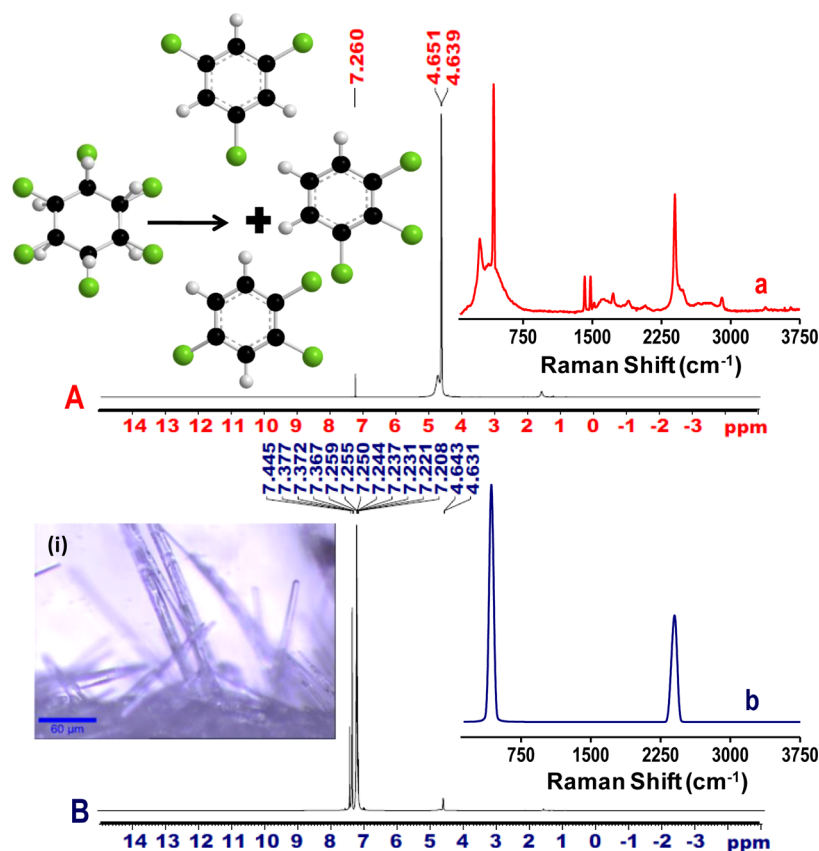 7.260
4.651
4.639
a
750 1500 2250 3000 3750
Raman Shift (cm-1)
A
14 13 12 11 10 9 8 7 6 5 4 3 2 1 0 -1 -2 -3 ppm
7.445
7.377
7.372
7.367
7.259
7.255
7.250
7.244
7.237
7.231
7.221
7.208
4.643
4.631
(i)
60 µm
b
750 1500 2250 3000 3750
Raman Shift (cm-1)
B
14 13 12 11 10 9 8 7 6 5 4 3 2 1 0 -1 -2 -3 ppm